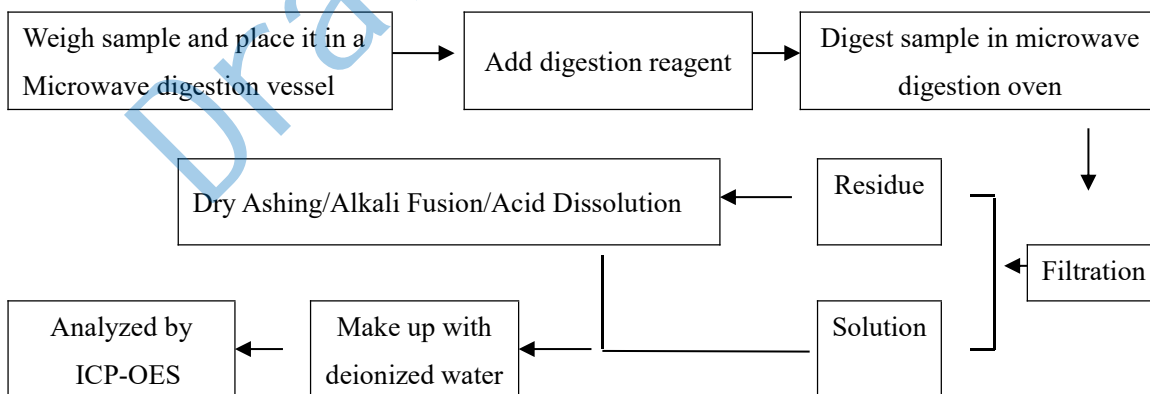 Weigh sample and place it in a
Microwave digestion vessel
Add digestion reagent
Digest sample in microwave
digestion oven
Residue
Dry Ashing/Alkali Fusion/Acid Dissolution
Filtration
Solution
Make up with
deionized water
Analyzed by
ICP-OES
Dra